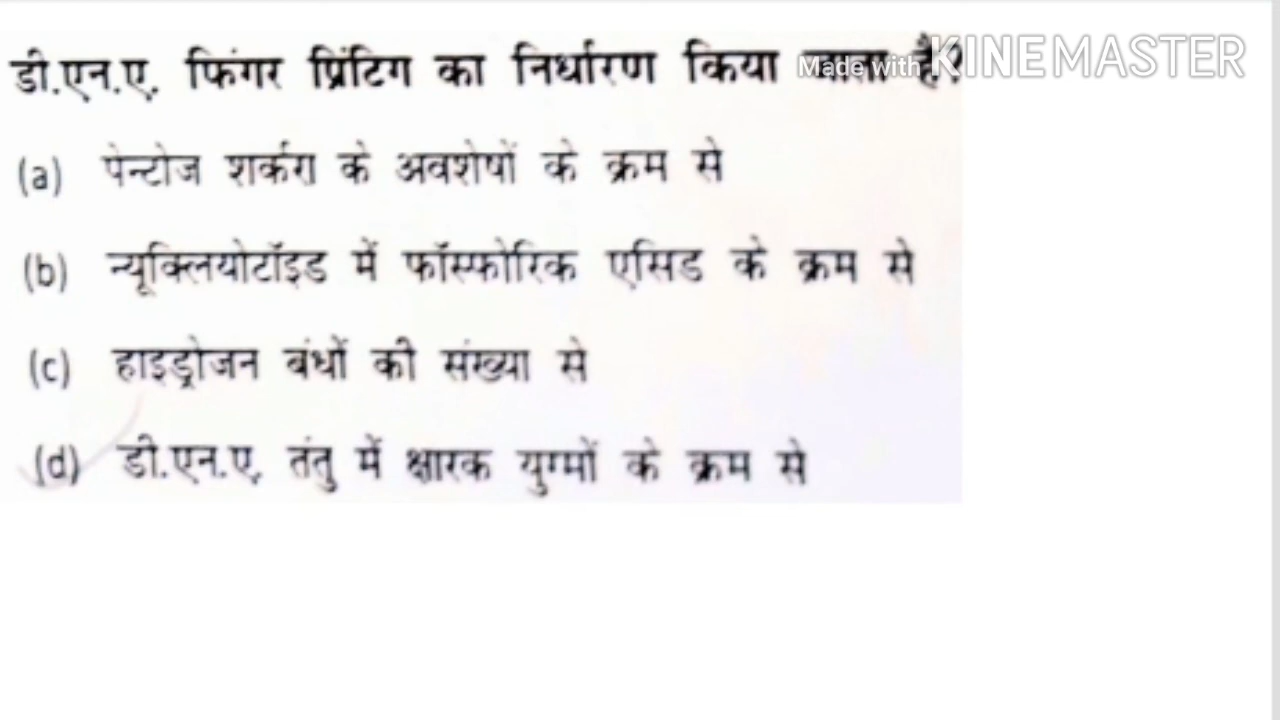 डी.एन.ए. फिंगर प्रिंटिग का निर्धारण किया जाता है?
Made with KINEMASTER
(a) पेन्टोज शर्करा के अवशेषों के क्रम से
(b) न्यूक्लियोटॉइड में फॉस्फोरिक एसिड के क्रम से
(c) हाइड्रोजन बंधों की संख्या से
(d) डी.एन.ए. तंतु में क्षारक युग्मों के क्रम से